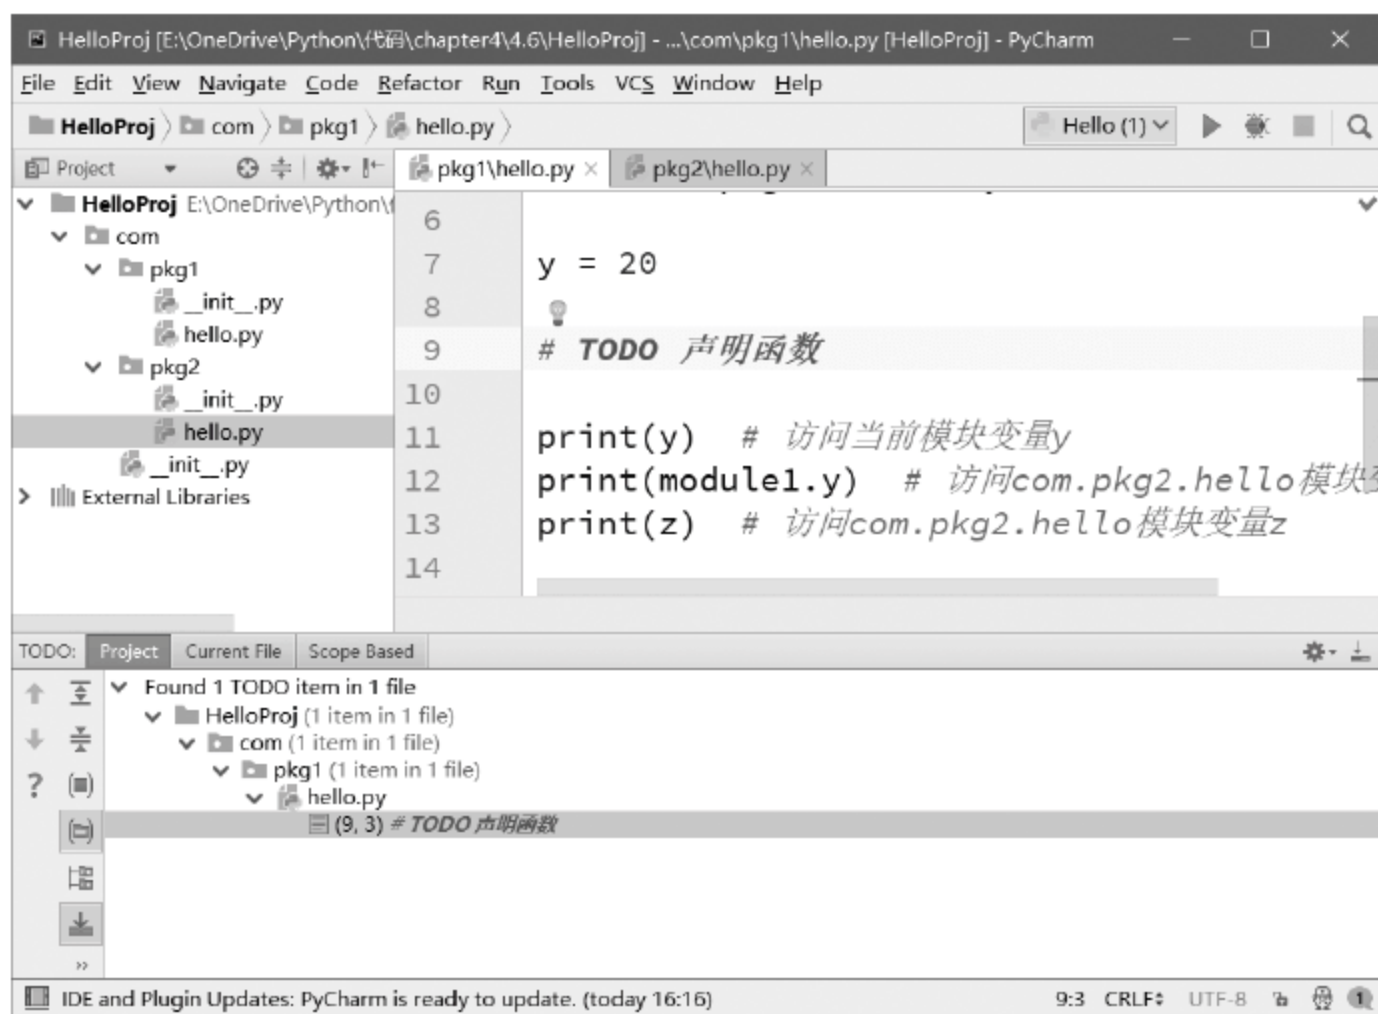 HelloProj [E:\OneDrive\Python\代码\chapter4\4.6\HelloProj] - ...\com\pkg1\hello.py [HelloProj] - PyCharm
File Edit View Navigate Code Refactor Run Tools VCS Window Help
HelloProj com pkg1 hello.py Hello (1)
Project pkg1\hello.py pkg2\hello.py
HelloProj E:\OneDrive\Python\
com
pkg1
__init__.py
hello.py
pkg2
__init__.py
hello.py
__init__.py
External Libraries
6
7 y = 20
8
9 # TODO 声明函数
10
11 print(y) # 访问当前模块变量y
12 print(module1.y) # 访问com.pkg2.hello模块
13 print(z) # 访问com.pkg2.hello模块变量z
14
TODO: Project Current File Scope Based
Found 1 TODO item in 1 file
HelloProj (1 item in 1 file)
com (1 item in 1 file)
pkg1 (1 item in 1 file)
hello.py
(9, 3) # TODO 声明函数
IDE and Plugin Updates: PyCharm is ready to update. (today 16:16) 9:3 CRLF UTF-8 1